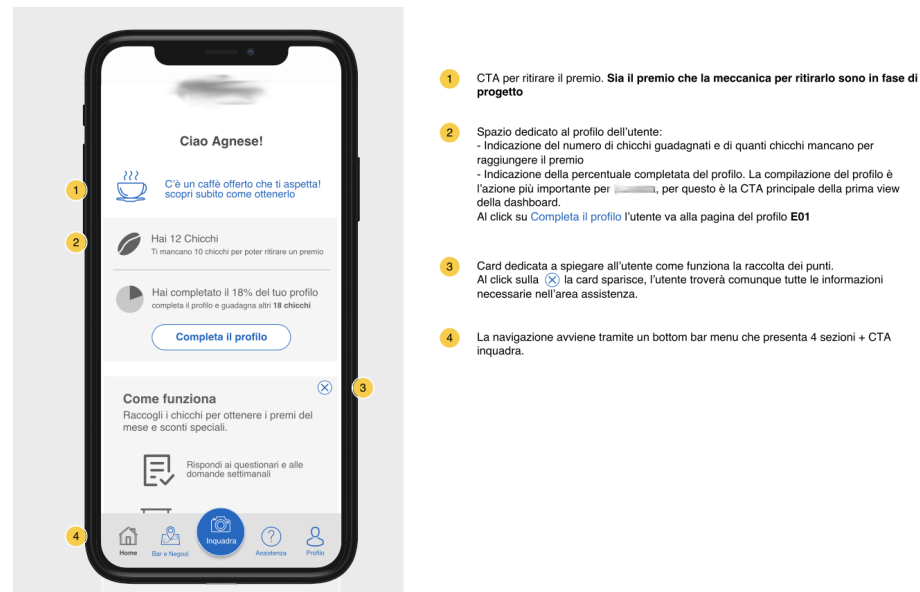 Ciao Agnese!
C'è un caffè offerto che ti aspetta!
scopri subito come ottenerlo
Hai 12 Chicchi
Ti mancano 10 chicchi per poter ritirare un premio
Hai completato il 18% del tuo profilo
completa il profilo e guadagna altri 18 chicchi
Completa il profilo
Come funziona
Raccogli i chicchi per ottenere i premi del
mese e sconti speciali.
Rispondi ai questionari e alle
domande settimanali
Home
Bar e Negozi
Inquadra
Assistenza
Profilo
1
2
3
4
1 CTA per ritirare il premio. Sia il premio che la meccanica per ritirarlo sono in fase di
progetto
2 Spazio dedicato al profilo dell'utente:
- Indicazione del numero di chicchi guadagnati e di quanti chicchi mancano per
raggiungere il premio
- Indicazione della percentuale completata del profilo. La compilazione del profilo è
l'azione più importante per , per questo è la CTA principale della prima view
della dashboard.
Al click su Completa il profilo l'utente va alla pagina del profilo E01
3 Card dedicata a spiegare all'utente come funziona la raccolta dei punti.
Al click sulla la card sparisce, l'utente troverà comunque tutte le informazioni
necessarie nell'area assistenza.
4 La navigazione avviene tramite un bottom bar menu che presenta 4 sezioni + CTA
inquadra.